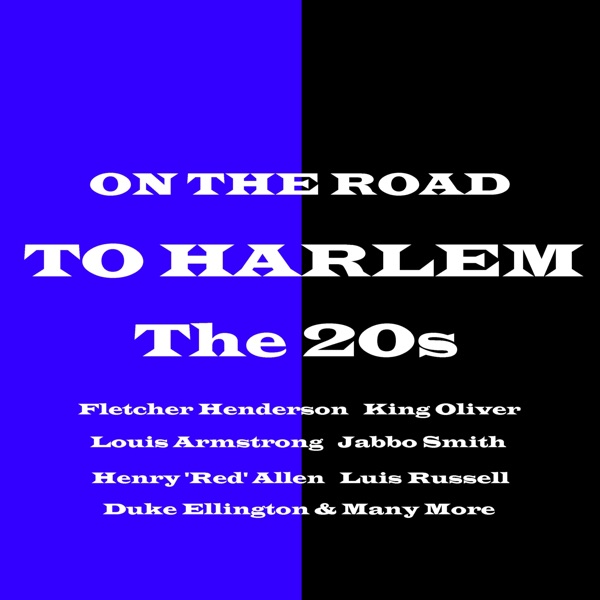 ON THE ROAD
TO HARLEM
The 20s
Fletcher Henderson King Oliver
Louis Armstrong Jabbo Smith
Henry 'Red' Allen Luis Russell
Duke Ellington & Many More